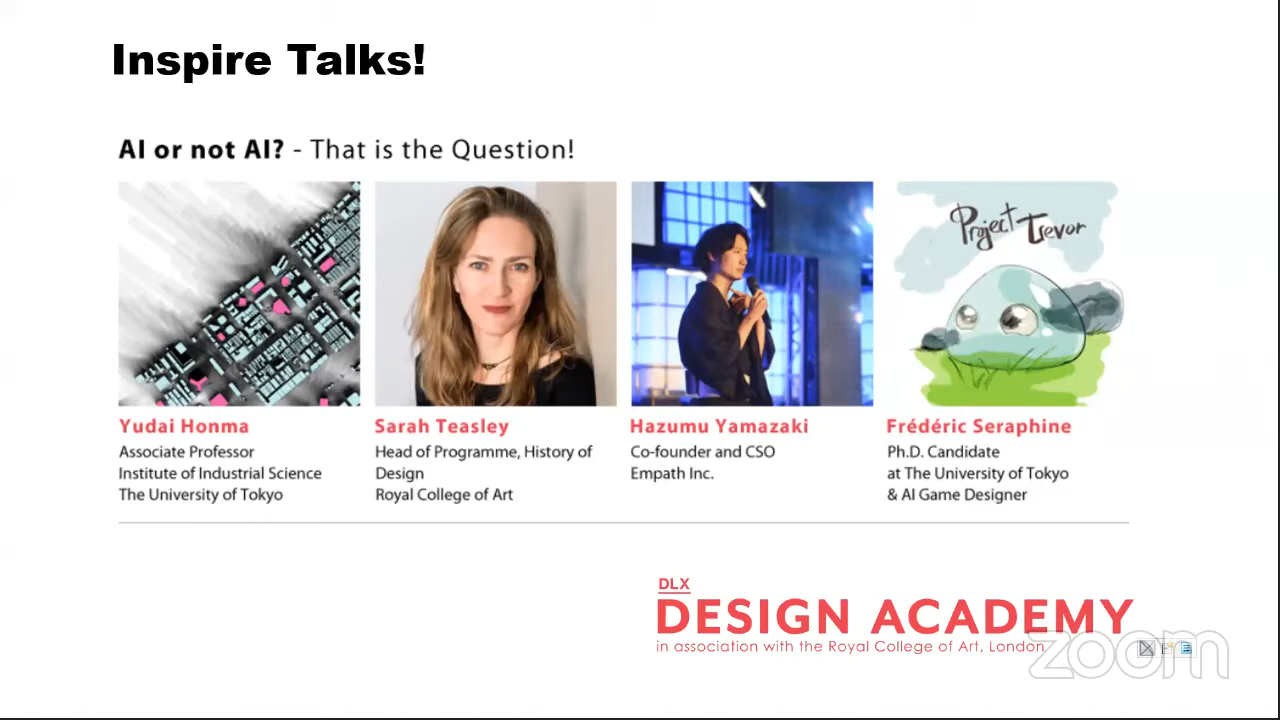 Inspire Talks!
AI or not AI? - That is the Question!
Project Trevor
Yudai Honma
Associate Professor
Institute of Industrial Science
The University of Tokyo
Sarah Teasley
Head of Programme, History of
Design
Royal College of Art
Hazumu Yamazaki
Co-founder and CSO
Empath Inc.
Frédéric Seraphine
Ph.D. Candidate
at The University of Tokyo
& AI Game Designer
DLX
DESIGN ACADEMY
in association with the Royal College of Art, London
zoom